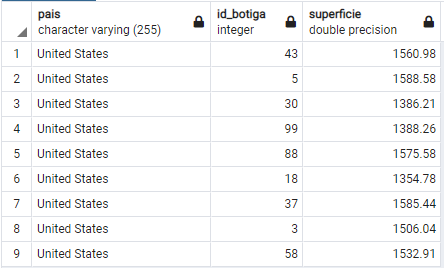 pais id_botiga superficie
character varying (255) integer double precision
1 United States 43 1560.98
2 United States 5 1588.58
3 United States 30 1386.21
4 United States 99 1388.26
5 United States 88 1575.58
6 United States 18 1354.78
7 United States 37 1585.44
8 United States 3 1506.04
9 United States 58 1532.91